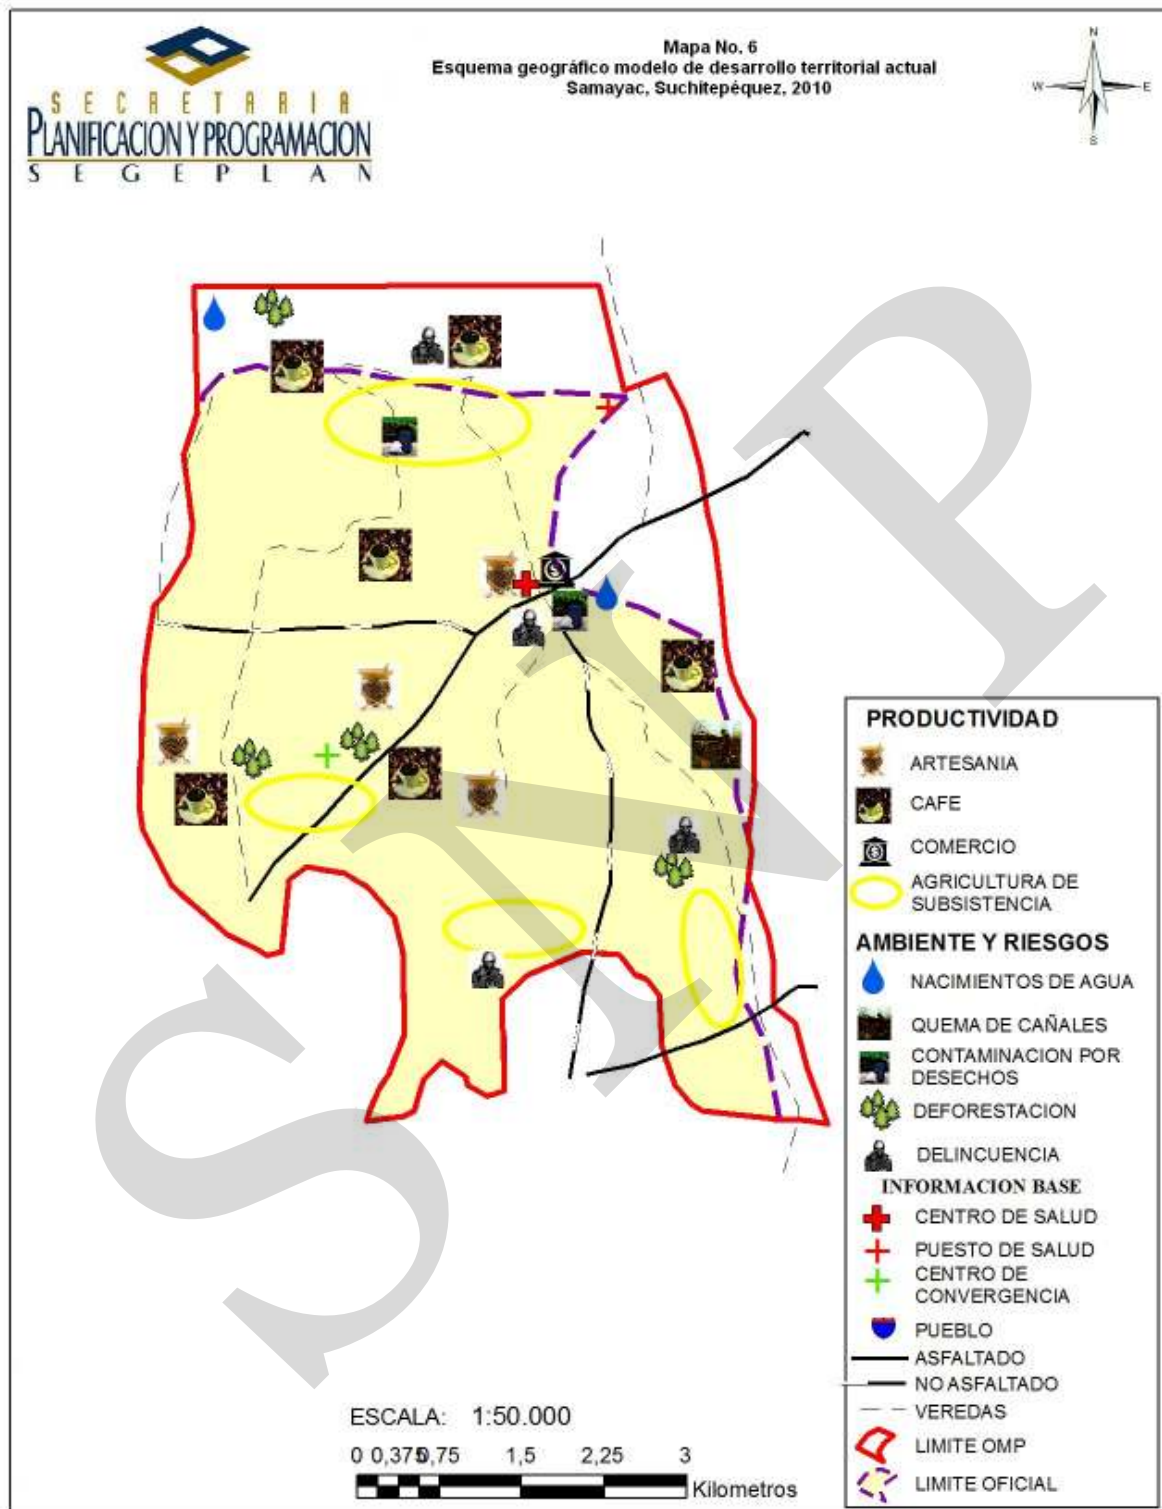 Mapa No. 6
Esquema geográfico modelo de desarrollo territorial actual
Samayac, Suchitepéquez, 2010
SECRETARIA
PLANIFICACION Y PROGRAMACION
SEGEPLAN
N
W E
S
SNP
PRODUCTIVIDAD
ARTESANIA
CAFE
COMERCIO
AGRICULTURA DE
SUBSISTENCIA
AMBIENTE Y RIESGOS
NACIMIENTOS DE AGUA
QUEMA DE CAÑALES
CONTAMINACION POR
DESECHOS
DEFORESTACION
DELINCUENCIA
INFORMACION BASE
CENTRO DE SALUD
PUESTO DE SALUD
CENTRO DE
CONVERGENCIA
PUEBLO
ASFALTADO
NO ASFALTADO
VEREDAS
LIMITE OMP
LIMITE OFICIAL
ESCALA: 1:50.000
0 0,375 0,75 1,5 2,25 3
Kilometros